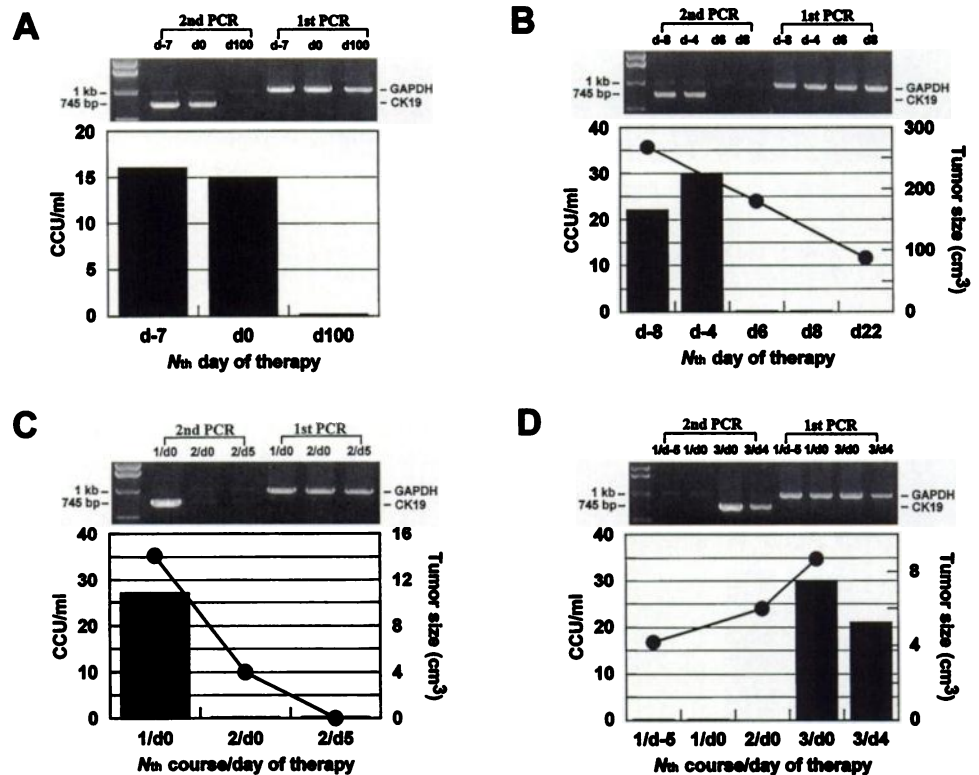 A
2nd PCR 1st PCR
d-7 d0 d100 d-7 d0 d100
1 kb
745 bp
GAPDH
CK19
20
15
10
5
0
CCU/ml
d-7 d0 d100
Nth day of therapy
B
2nd PCR 1st PCR
d-8 d-4 d6 d8 d-8 d-4 d6 d8
1 kb
745 bp
GAPDH
CK19
40
30
20
10
0
CCU/ml
300
200
100
0
Tumor size (cm3)
d-8 d-4 d6 d8 d22
Nth day of therapy
C
2nd PCR 1st PCR
1/d0 2/d0 2/d5 1/d0 2/d0 2/d5
1 kb
745 bp
GAPDH
CK19
40
30
20
10
0
CCU/ml
16
12
8
4
0
Tumor size (cm3)
1/d0 2/d0 2/d5
Nth course/day of therapy
D
2nd PCR 1st PCR
1/d-5 1/d0 3/d0 3/d4 1/d-5 1/d0 3/d0 3/d4
1 kb
745 bp
GAPDH
CK19
40
30
20
10
0
CCU/ml
8
4
0
Tumor size (cm3)
1/d-5 1/d0 2/d0 3/d0 3/d4
Nth course/day of therapy